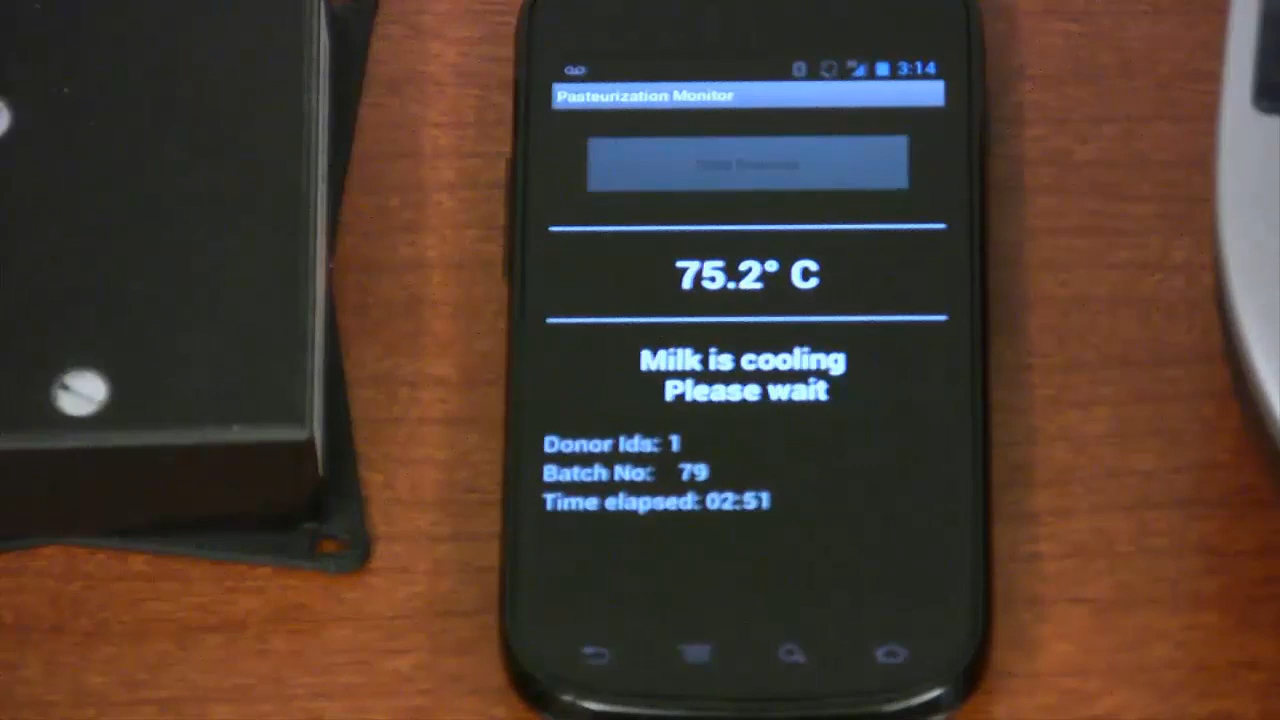 3:14
Pasteurization Monitor
75.2° C
Milk is cooling
Please wait
Donor Ids: 1
Batch No: 79
Time elapsed: 02:51